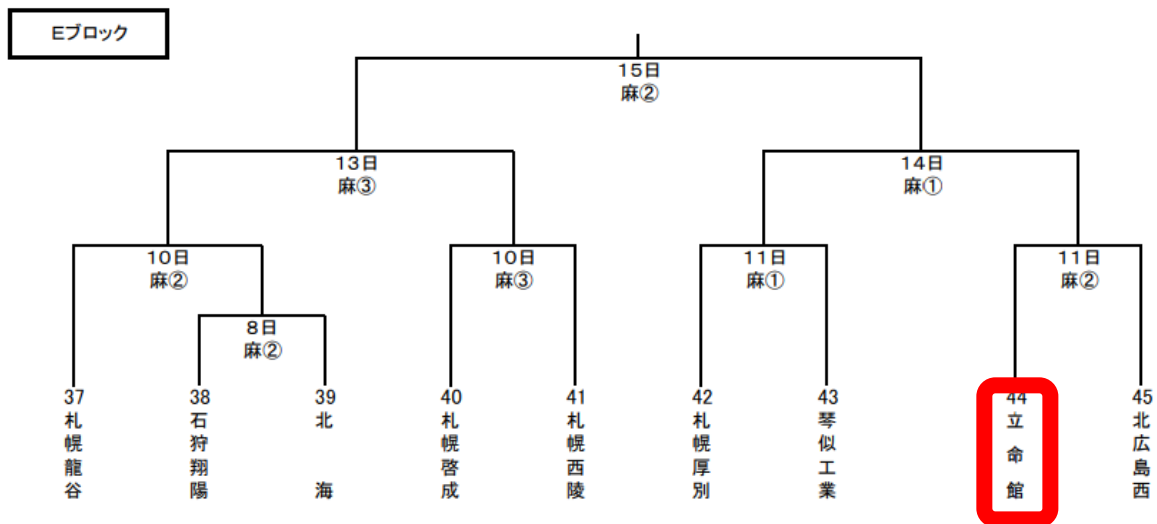 Eブロック
15日
麻②
13日
麻③
14日
麻①
10日
麻②
10日
麻③
11日
麻①
11日
麻②
8日
麻②
37
札幌龍谷
38
石狩翔陽
39
北海
40
札幌啓成
41
札幌西陵
42
札幌厚別
43
琴似工業
44
立命館
45
北広島西